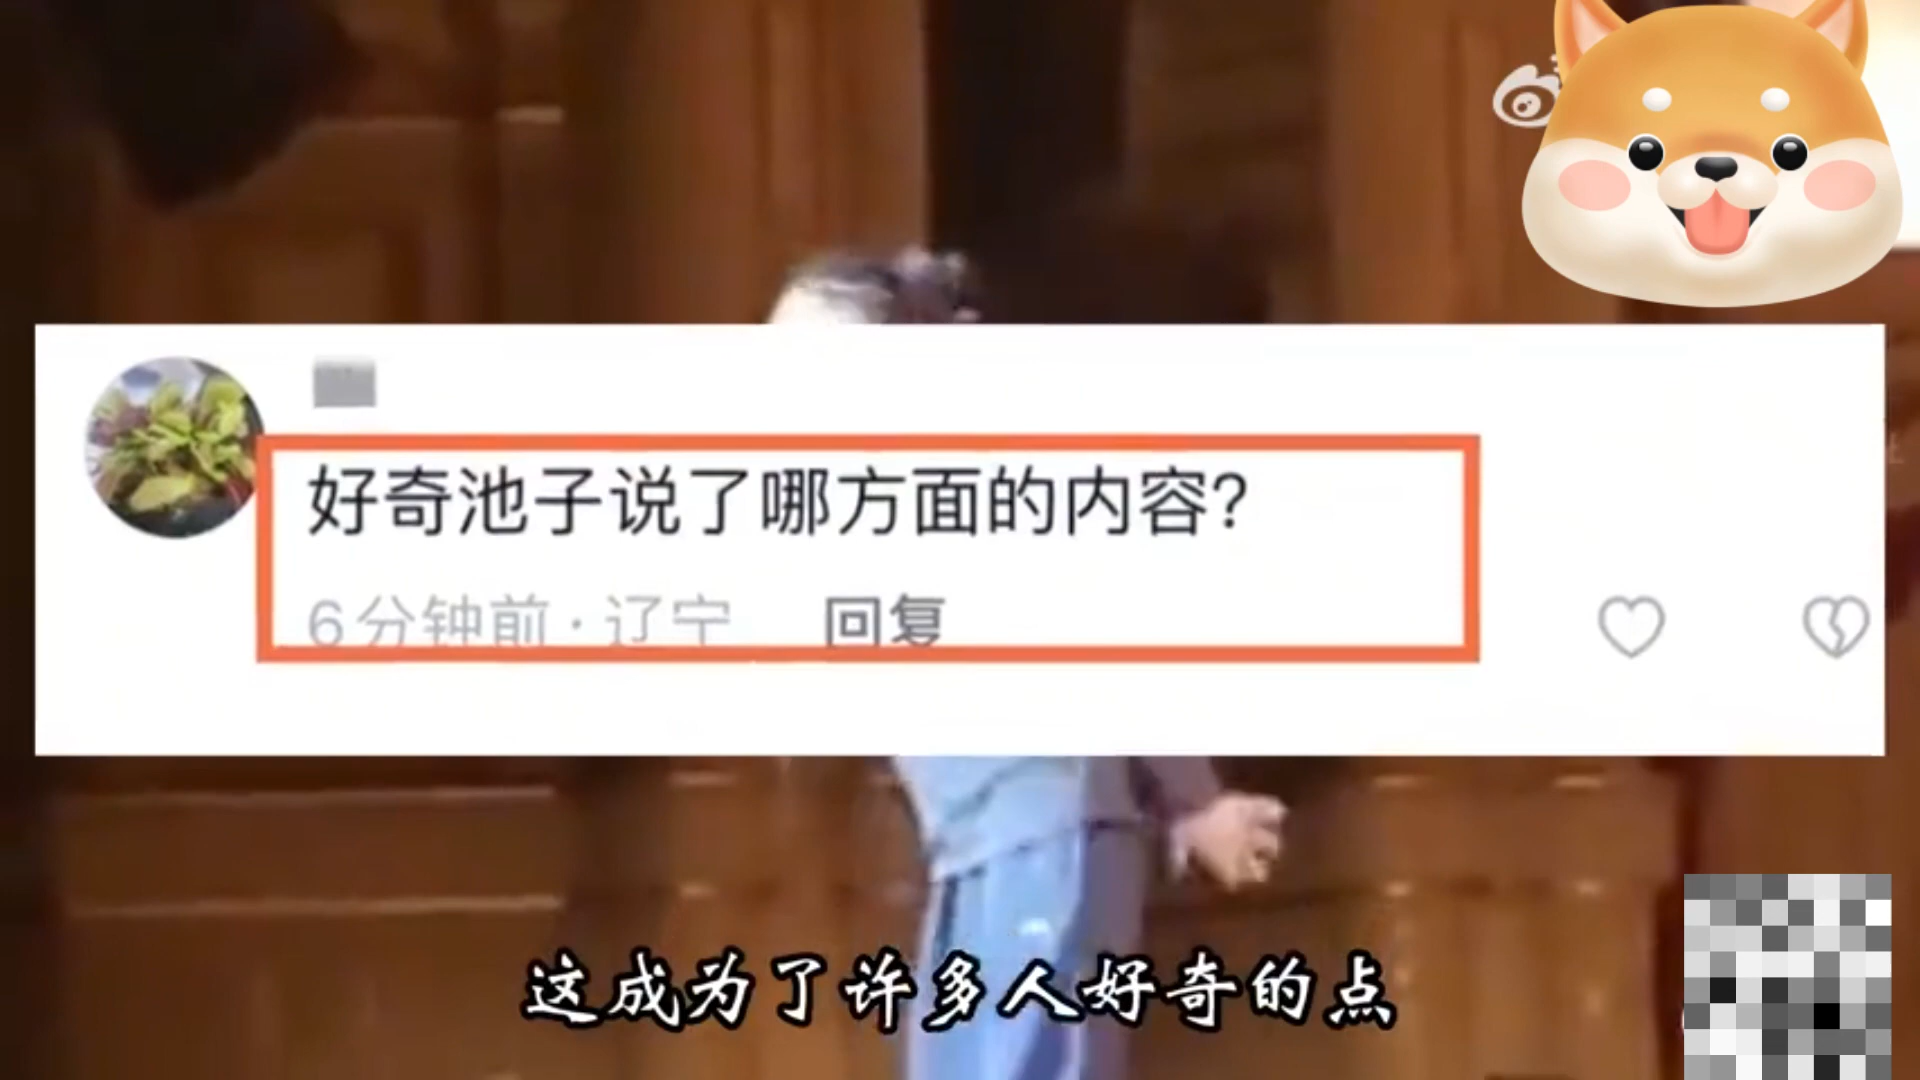 好奇池子说了哪方面的内容?
6分钟前·辽宁 回复
这成为了许多人好奇的点